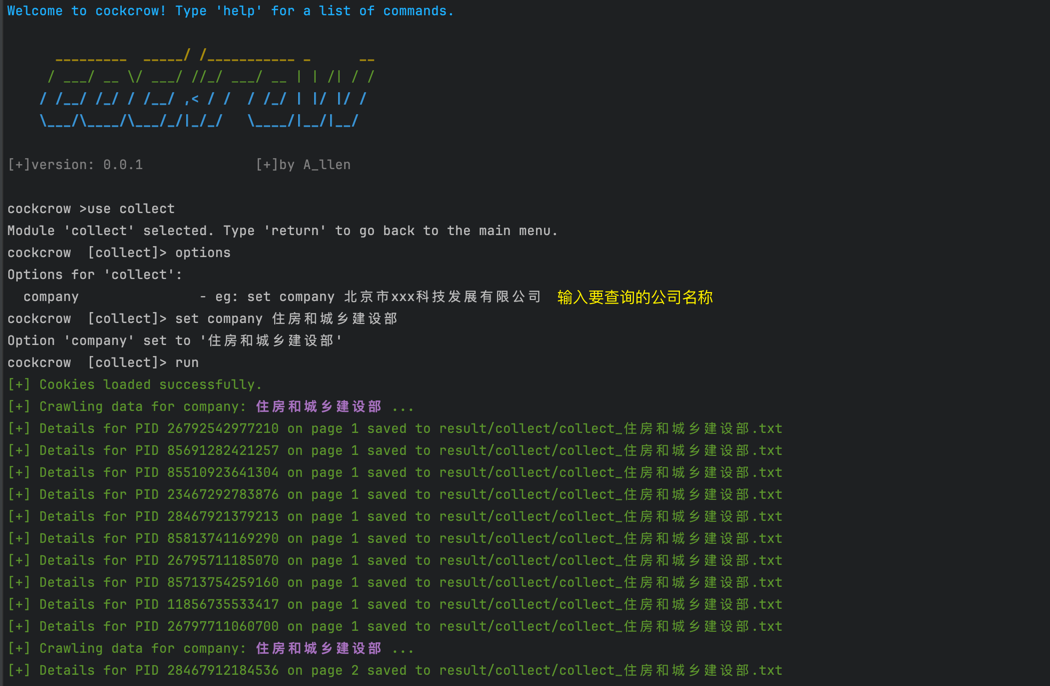 Welcome to cockcrow! Type 'help' for a list of commands.
   _________  _____/ /___________ _      __
  / ___/ __ \/ ___/ //_/ ___/ __ | | /| / /
 / /__/ /_/ / /__/ ,< / /  / /_/ | |/ |/ /
 \___/\____/\___/_/|_/_/   \____/|__/|__/
[+]version: 0.0.1              [+]by A_llen
cockcrow >use collect
Module 'collect' selected. Type 'return' to go back to the main menu.
cockcrow  [collect]> options
Options for 'collect':
  company               - eg: set company 北京市xxx科技发展有限公司  输入要查询的公司名称
cockcrow  [collect]> set company 住房和城乡建设部
Option 'company' set to '住房和城乡建设部'
cockcrow  [collect]> run
[+] Cookies loaded successfully.
[+] Crawling data for company: 住房和城乡建设部 ...
[+] Details for PID 26792542977210 on page 1 saved to result/collect/collect_住房和城乡建设部.txt
[+] Details for PID 85691282421257 on page 1 saved to result/collect/collect_住房和城乡建设部.txt
[+] Details for PID 85510923641304 on page 1 saved to result/collect/collect_住房和城乡建设部.txt
[+] Details for PID 23467292783876 on page 1 saved to result/collect/collect_住房和城乡建设部.txt
[+] Details for PID 28467921379213 on page 1 saved to result/collect/collect_住房和城乡建设部.txt
[+] Details for PID 85813741169290 on page 1 saved to result/collect/collect_住房和城乡建设部.txt
[+] Details for PID 26795711185070 on page 1 saved to result/collect/collect_住房和城乡建设部.txt
[+] Details for PID 85713754259160 on page 1 saved to result/collect/collect_住房和城乡建设部.txt
[+] Details for PID 11856735533417 on page 1 saved to result/collect/collect_住房和城乡建设部.txt
[+] Details for PID 26797711060700 on page 1 saved to result/collect/collect_住房和城乡建设部.txt
[+] Crawling data for company: 住房和城乡建设部 ...
[+] Details for PID 28467912184536 on page 2 saved to result/collect/collect_住房和城乡建设部.txt